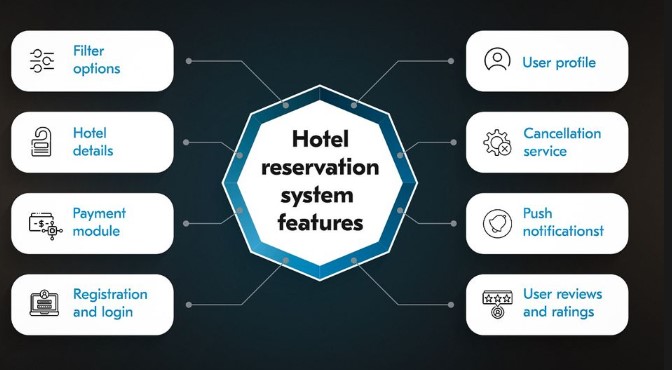 Filter
options
Hotel
details
Payment
module
Registration
and login
Hotel
reservation
system
features
User profile
Cancellation
service
Push
notificationst
User reviews
and ratings